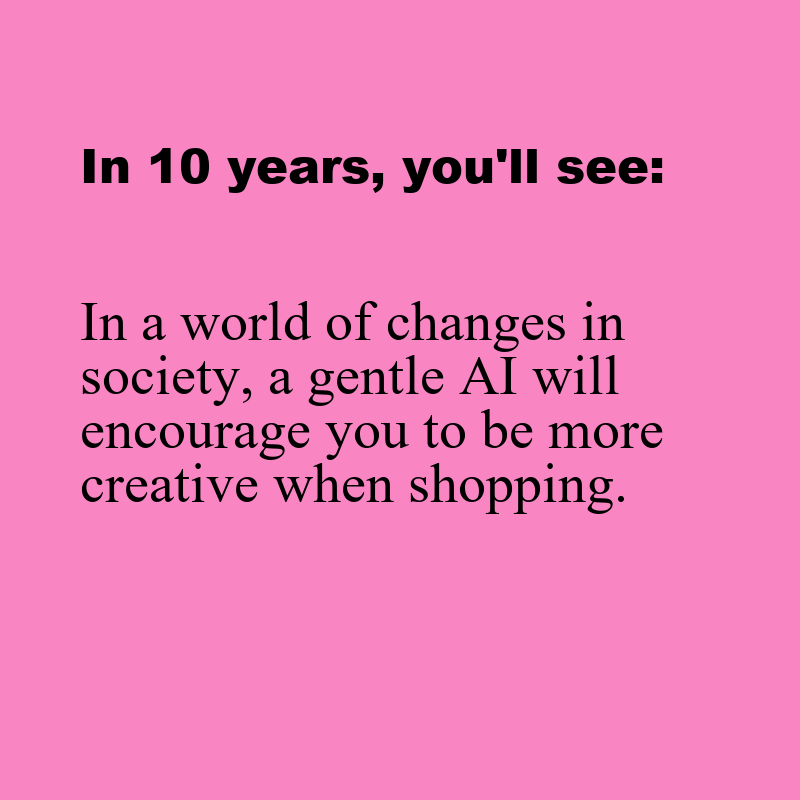 In 10 years, you'll see:
In a world of changes in
society, a gentle AI will
encourage you to be more
creative when shopping.